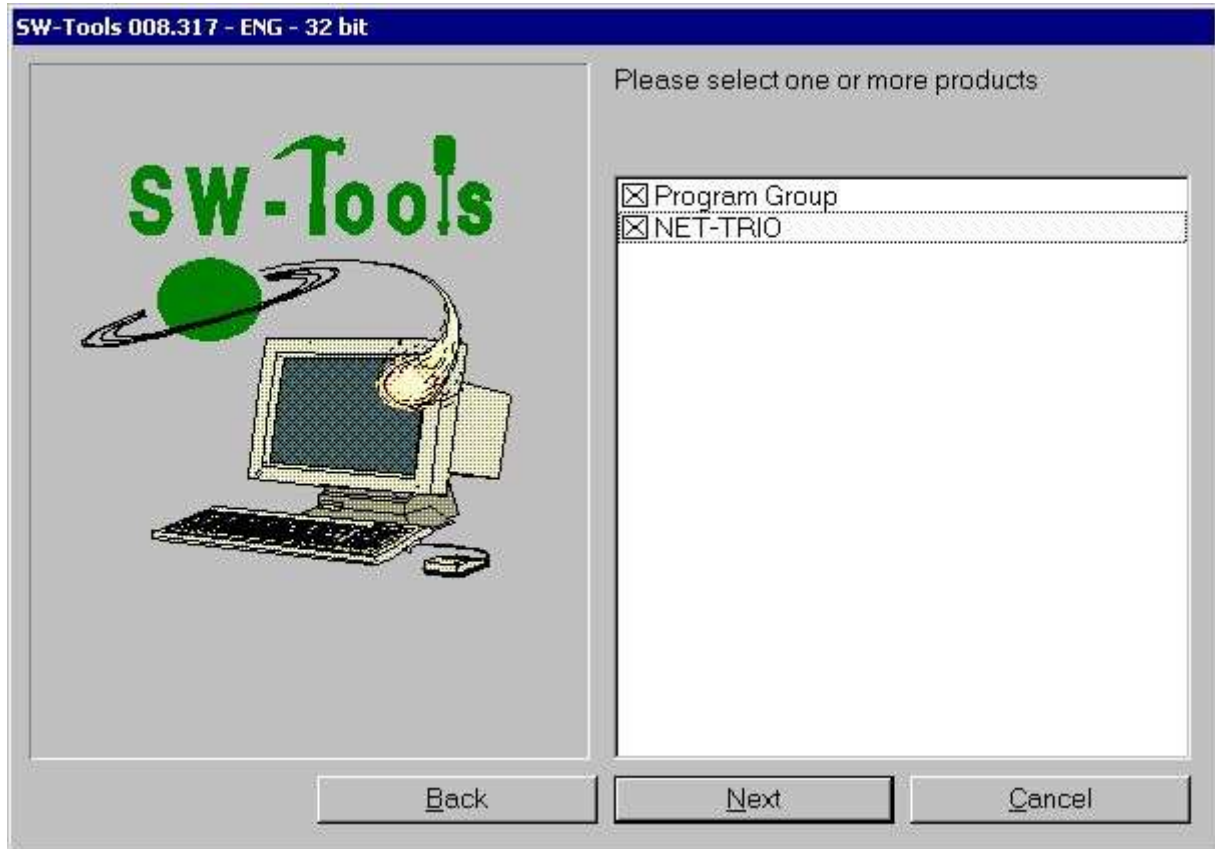 SW-Tools 008.317 - ENG - 32 bit
Please select one or more products
SW-Tools
Program Group
NET-TRIO
Back
Next
Cancel